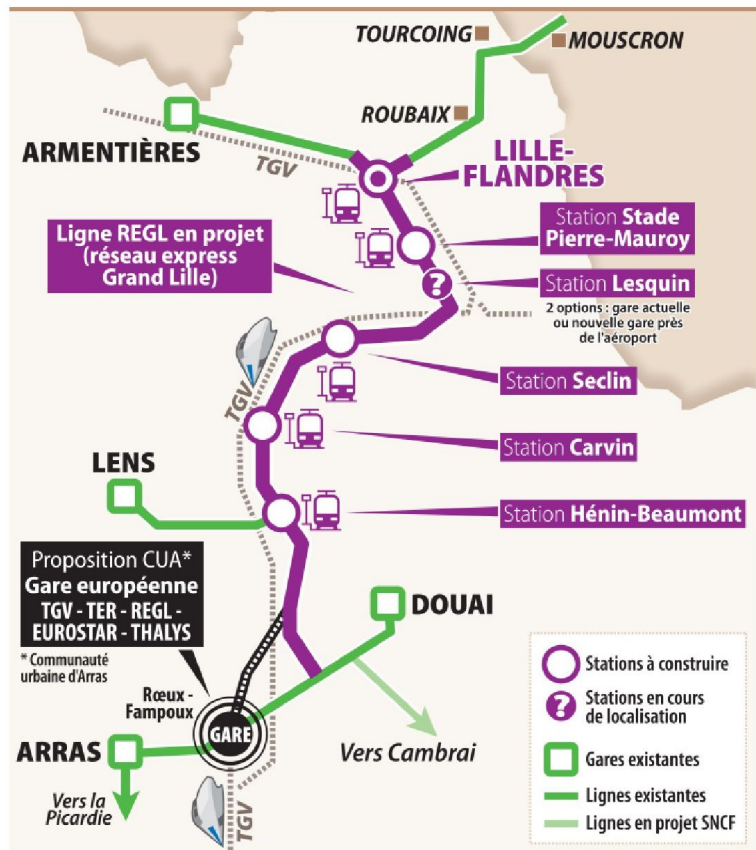 TOURCOING
MOUSCRON
ROUBAIX
ARMENTIÈRES
TGV
LILLE-
FLANDRES
Ligne REGL en projet
(réseau express
Grand Lille)
Station Stade
Pierre-Mauroy
?
Station Lesquin
2 options : gare actuelle
ou nouvelle gare près
de l'aéroport
TGV
Station Seclin
Station Carvin
LENS
Station Hénin-Beaumont
Proposition CUA*
Gare européenne
TGV - TER - REGL -
EUROSTAR - THALYS
* Communauté
urbaine d'Arras
DOUAI
Rœux -
Fampoux
GARE
ARRAS
Vers la
Picardie
TGV
Vers Cambrai
Stations à construire
?
Stations en cours
de localisation
Gares existantes
Lignes existantes
Lignes en projet SNCF